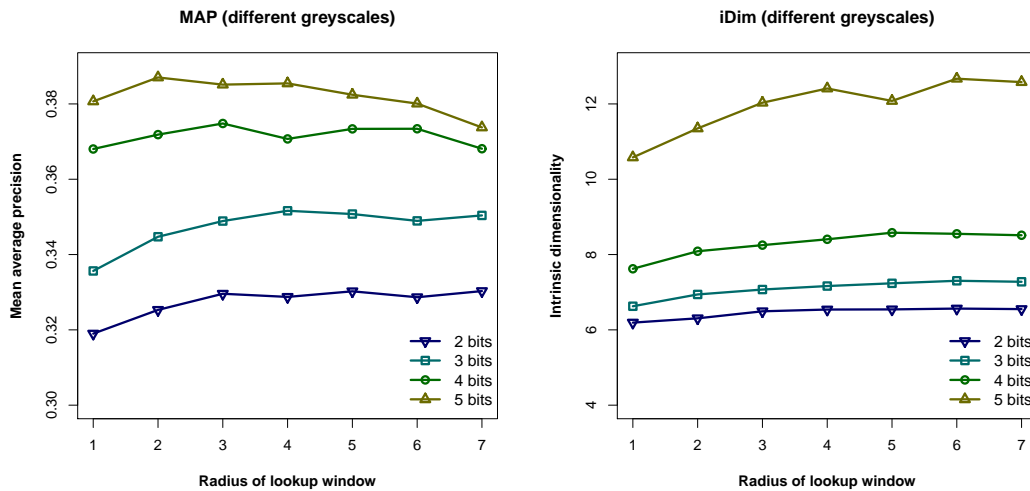 MAP (different greyscales)
Mean average precision
0.38
0.36
0.34
0.32
0.30
2 bits
3 bits
4 bits
5 bits
1 2 3 4 5 6 7
Radius of lookup window
iDim (different greyscales)
Intrinsic dimensionality
12
10
8
6
4
2 bits
3 bits
4 bits
5 bits
1 2 3 4 5 6 7
Radius of lookup window